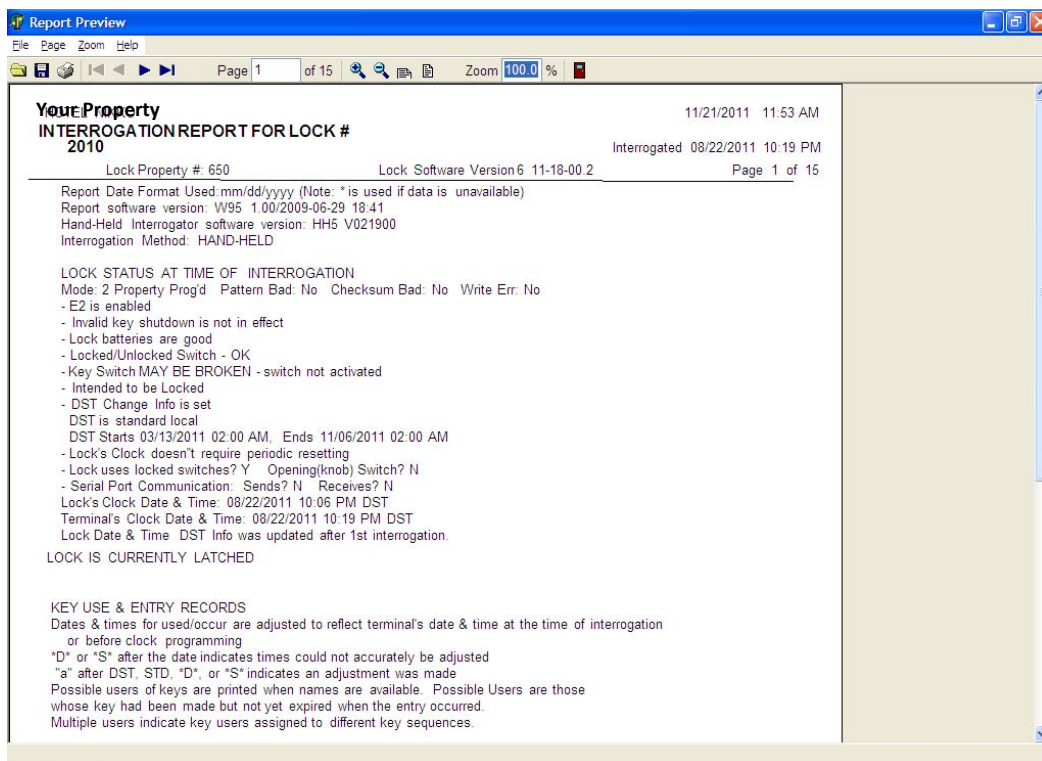 Report Preview
File Page Zoom Help
Page 1 of 15 Zoom 100.0 %
Your Property 11/21/2011 11:53 AM
HOTEL NIKKO
INTERROGATION REPORT FOR LOCK #
2010 Interrogated 08/22/2011 10:19 PM
Lock Property #: 650 Lock Software Version 6 11-18-00.2 Page 1 of 15
Report Date Format Used: mm/dd/yyyy (Note: * is used if data is unavailable)
Report software version: W95 1.00/2009-06-29 18:41
Hand-Held Interrogator software version: HH5 V021900
Interrogation Method: HAND-HELD
LOCK STATUS AT TIME OF INTERROGATION
Mode: 2 Property Prog'd Pattern Bad: No Checksum Bad: No Write Err: No
- E2 is enabled
- Invalid key shutdown is not in effect
- Lock batteries are good
- Locked/Unlocked Switch - OK
- Key Switch MAY BE BROKEN - switch not activated
- Intended to be Locked
- DST Change Info is set
DST is standard local
DST Starts 03/13/2011 02:00 AM, Ends 11/06/2011 02:00 AM
- Lock's Clock doesn"t require periodic resetting
- Lock uses locked switches? Y Opening(knob) Switch? N
- Serial Port Communication: Sends? N Receives? N
Lock's Clock Date & Time: 08/22/2011 10:06 PM DST
Terminal's Clock Date & Time: 08/22/2011 10:19 PM DST
Lock Date & Time DST Info was updated after 1st interrogation.
LOCK IS CURRENTLY LATCHED
KEY USE & ENTRY RECORDS
Dates & times for used/occur are adjusted to reflect terminal's date & time at the time of interrogation
or before clock programming
*D* or *S* after the date indicates times could not accurately be adjusted
"a" after DST, STD, *D*, or *S* indicates an adjustment was made
Possible users of keys are printed when names are available. Possible Users are those
whose key had been made but not yet expired when the entry occurred.
Multiple users indicate key users assigned to different key sequences.